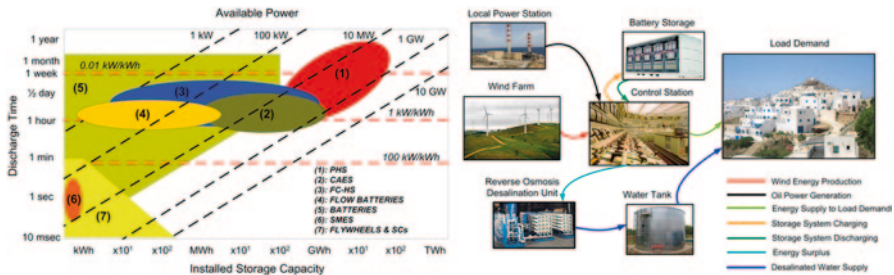 Available Power
1 year
1 month
1 week
½ day
1 hour
1 min
1 sec
10 msec
Discharge Time
1 kW
100 kW
10 MW
1 GW
10 GW
0.01 kW/kWh
1 kW/kWh
100 kW/kWh
(1)
(2)
(3)
(4)
(5)
(6)
(7)
(1): PHS
(2): CAES
(3): FC-HS
(4): FLOW BATTERIES
(5): BATTERIES
(6): SMES
(7): FLYWHEELS & SCs
kWh x10¹ x10² MWh x10¹ x10² GWh x10¹ x10² TWh
Installed Storage Capacity
Local Power Station
Battery Storage
Load Demand
Wind Farm
Control Station
Reverse Osmosis
Desalination Unit
Water Tank
Wind Energy Production
Oil Power Generation
Energy Supply to Load Demand
Storage System Charging
Storage System Discharging
Energy Surplus
Desalinated Water Supply